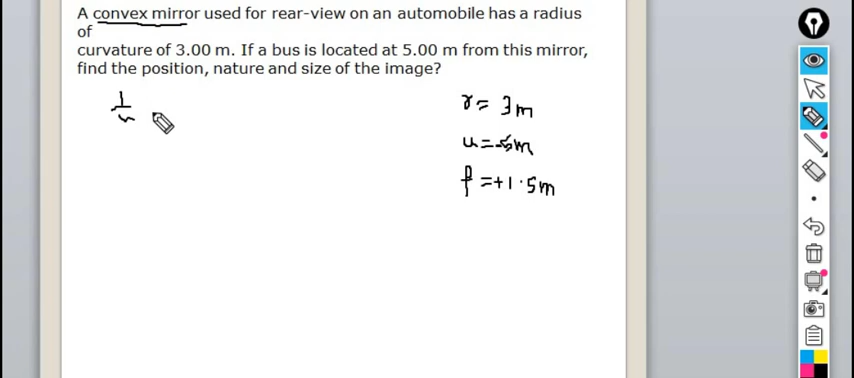 A convex mirror used for rear-view on an automobile has a radius
of
curvature of 3.00 m. If a bus is located at 5.00 m from this mirror,
find the position, nature and size of the image?
r = 3m
u = -5m
f = +1.5m